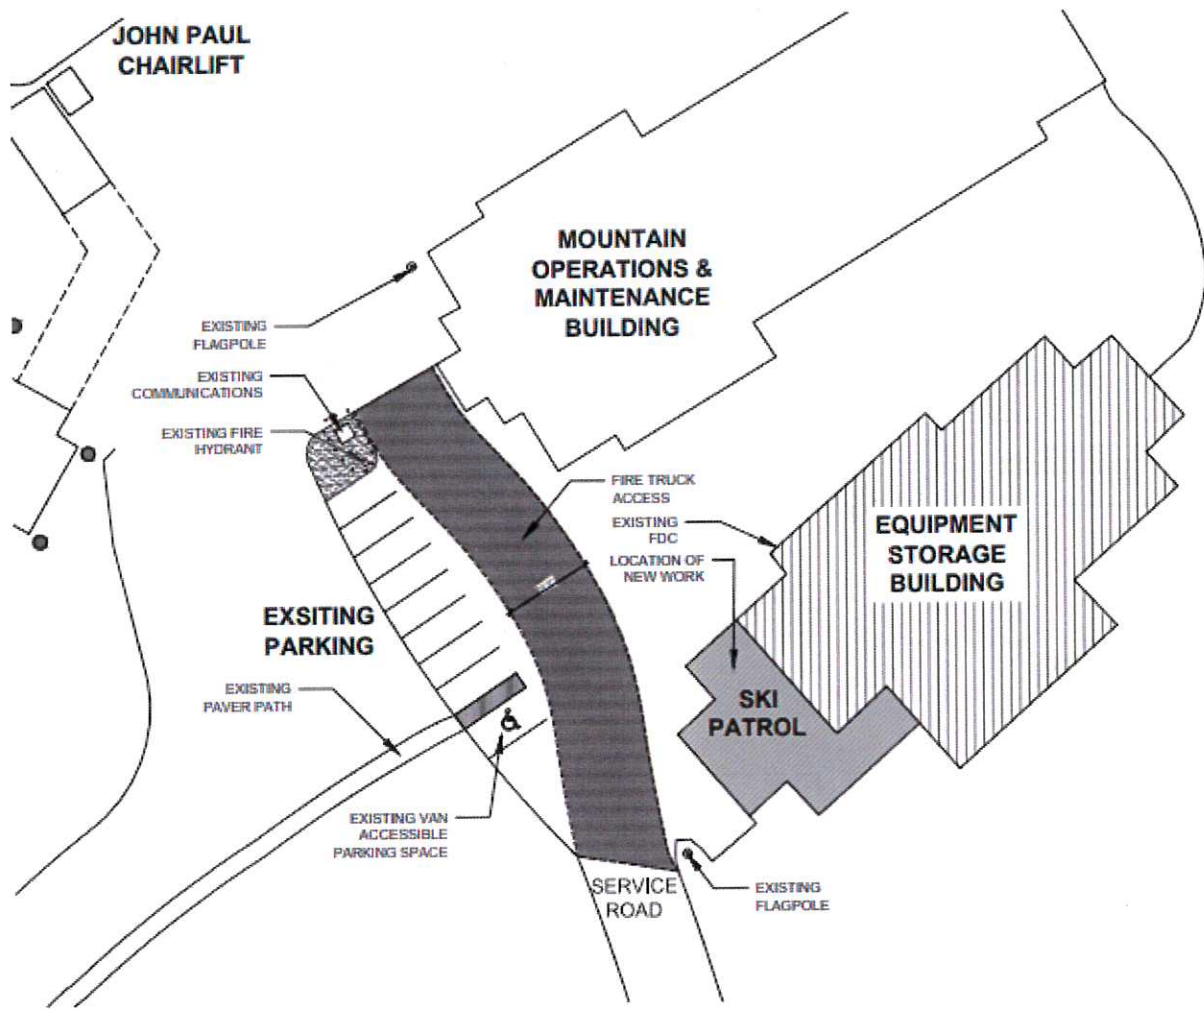 JOHN PAUL
CHAIRLIFT
MOUNTAIN
OPERATIONS &
MAINTENANCE
BUILDING
EXISTING
FLAGPOLE
EXISTING
COMMUNICATIONS
EXISTING FIRE
HYDRANT
FIRE TRUCK
ACCESS
EXISTING
FDC
LOCATION OF
NEW WORK
EQUIPMENT
STORAGE
BUILDING
EXSITING
PARKING
EXISTING
PAVER PATH
SKI
PATROL
EXISTING VAN
ACCESSIBLE
PARKING SPACE
SERVICE
ROAD
EXISTING
FLAGPOLE